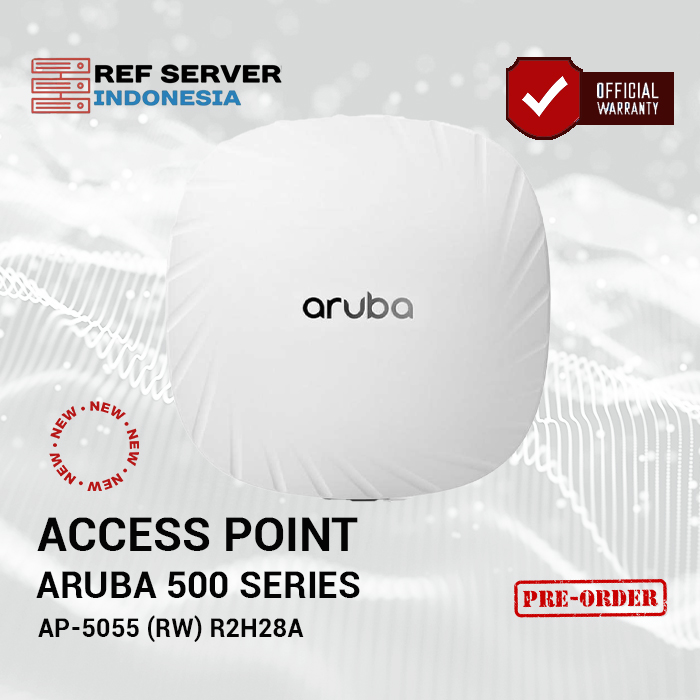 REF SERVER
INDONESIA
OFFICIAL
WARRANTY
aruba
NEW • NEW • NEW • NEW • NEW •
ACCESS POINT
ARUBA 500 SERIES
AP-5055 (RW) R2H28A
PRE-ORDER